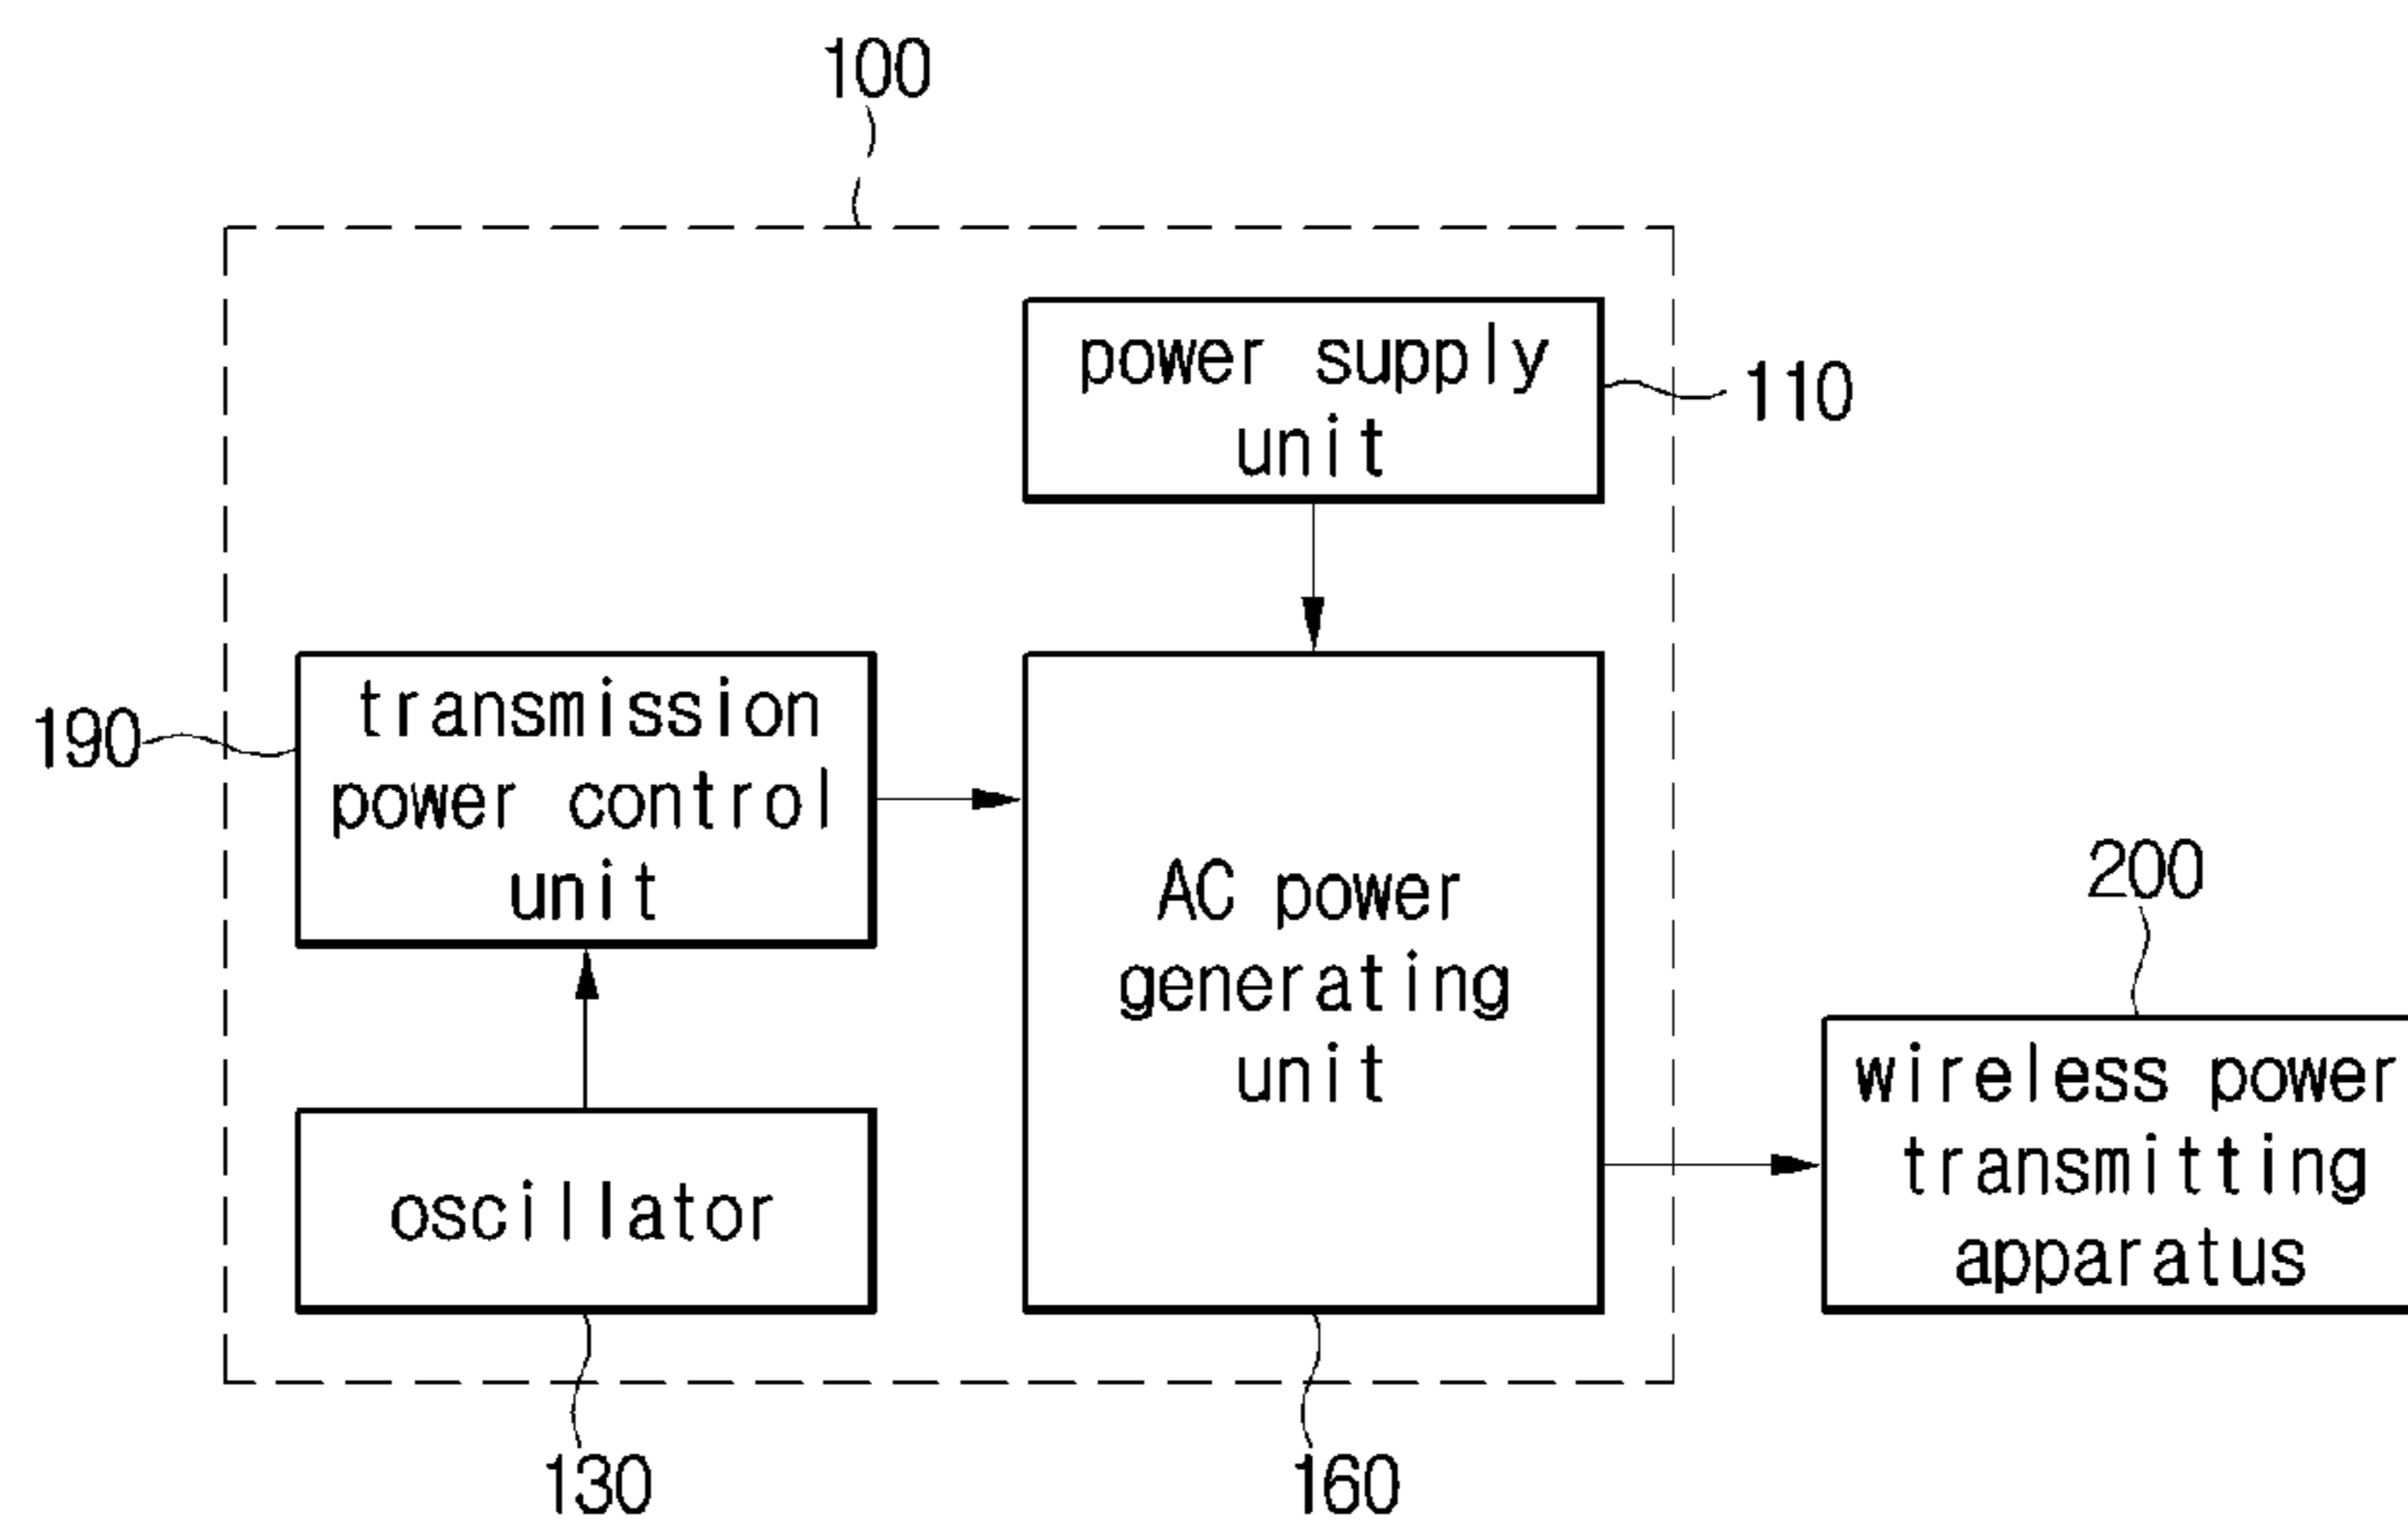 100
power supply
unit
110
190
transmission
power control
unit
AC power
generating
unit
200
wireless power
transmitting
apparatus
oscillator
130
160